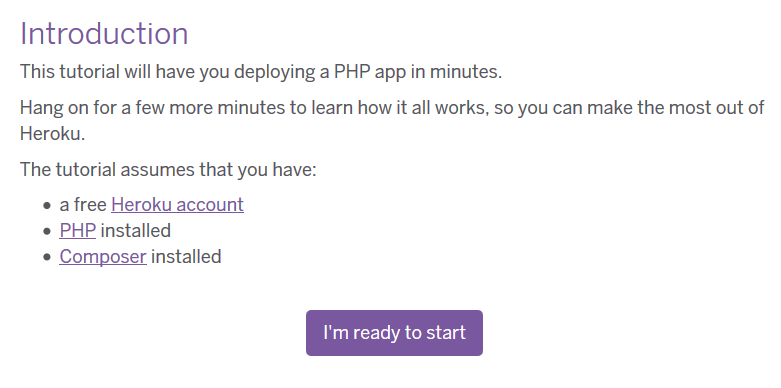 Introduction
This tutorial will have you deploying a PHP app in minutes.
Hang on for a few more minutes to learn how it all works, so you can make the most out of
Heroku.
The tutorial assumes that you have:
• a free Heroku account
• PHP installed
• Composer installed
I'm ready to start